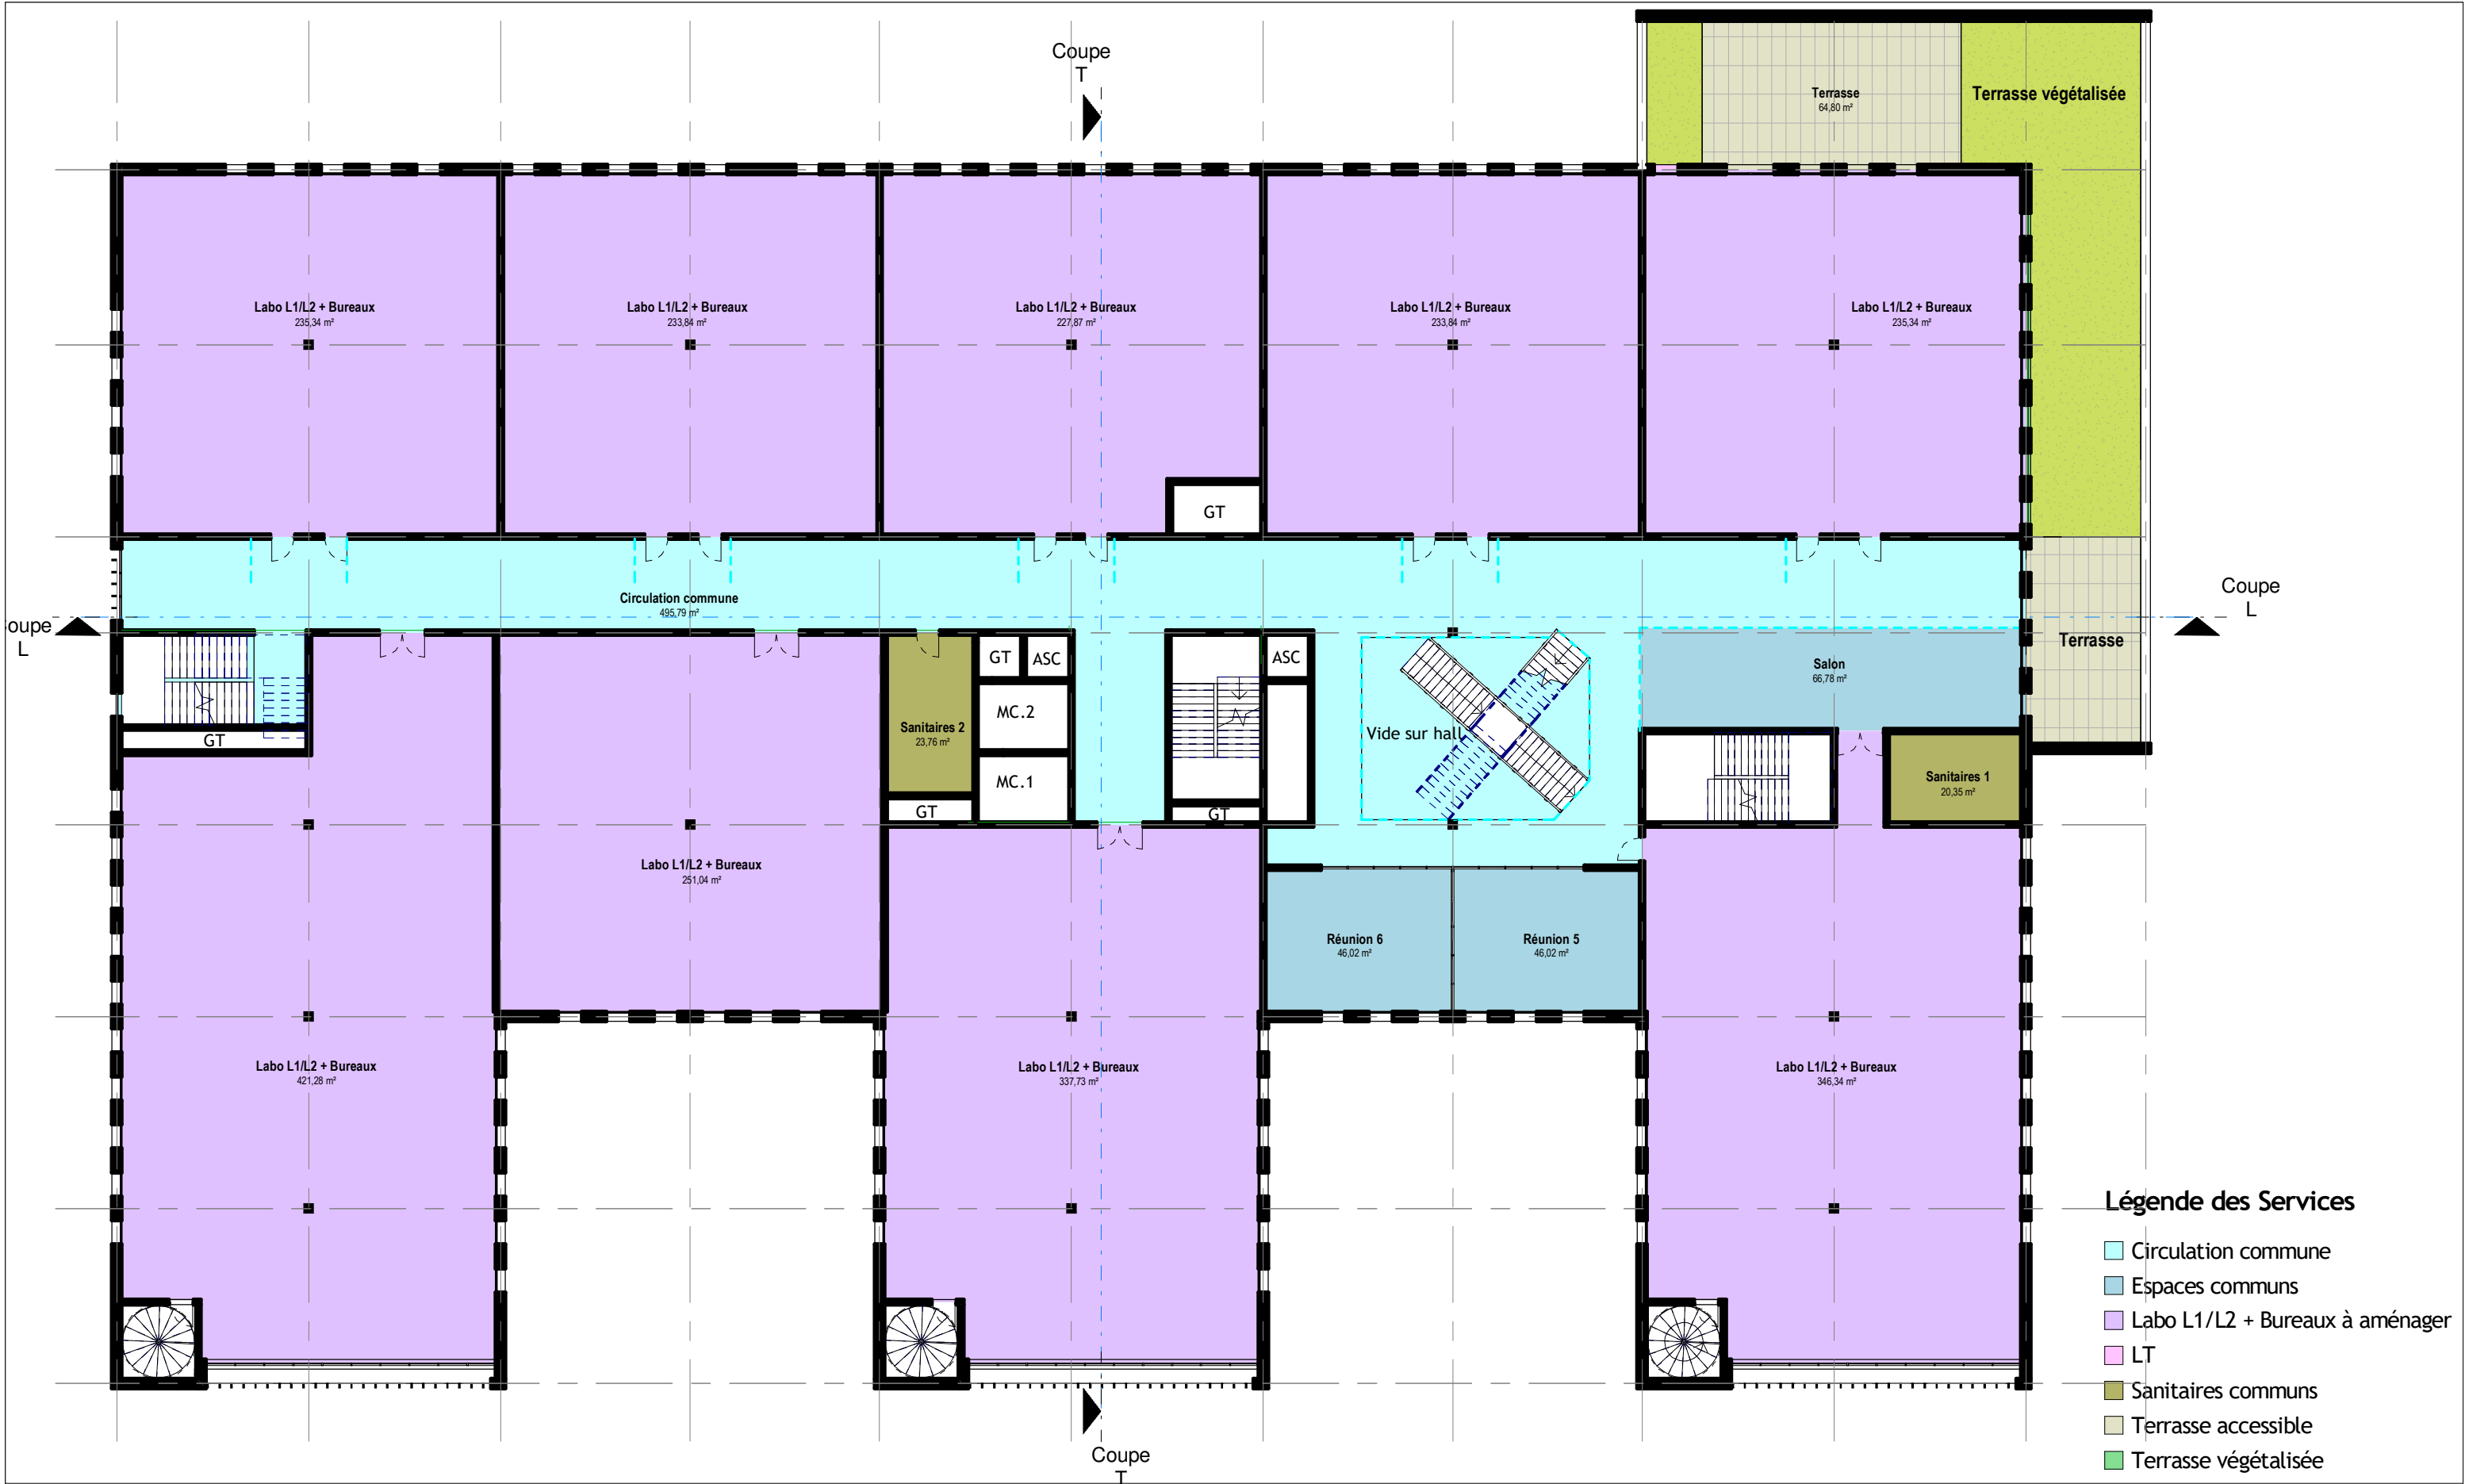 Coupe
T
Terrasse
64,80 m²
Terrasse végétalisée
Labo L1/L2 + Bureaux
235,34 m²
Labo L1/L2 + Bureaux
233,84 m²
Labo L1/L2 + Bureaux
227,87 m²
Labo L1/L2 + Bureaux
233,84 m²
Labo L1/L2 + Bureaux
235,34 m²
GT
Circulation commune
495,79 m²
oupe
L
Coupe
L
Terrasse
GT
ASC
ASC
Salon
66,78 m²
MC.2
Sanitaires 2
23,76 m²
Vide sur hall
GT
MC.1
Sanitaires 1
20,35 m²
GT
GT
Labo L1/L2 + Bureaux
251,04 m²
Réunion 6
46,02 m²
Réunion 5
46,02 m²
Labo L1/L2 + Bureaux
421,28 m²
Labo L1/L2 + Bureaux
337,73 m²
Labo L1/L2 + Bureaux
346,34 m²
Légende des Services
Circulation commune
Espaces communs
Labo L1/L2 + Bureaux à aménager
LT
Sanitaires communs
Terrasse accessible
Terrasse végétalisée
Coupe
T